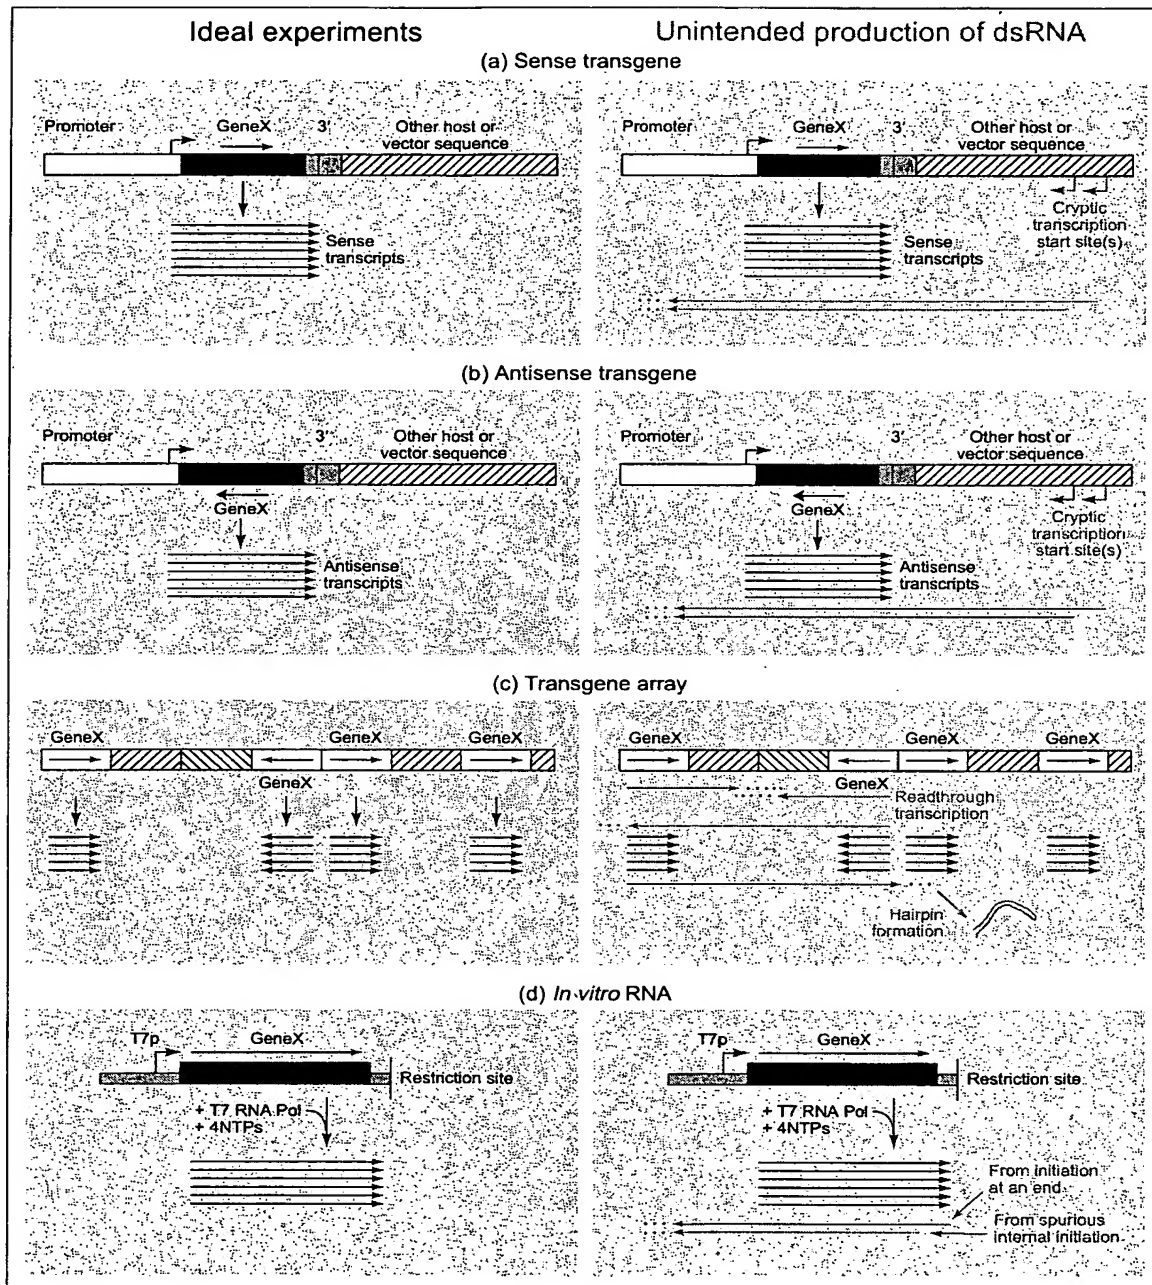 Ideal experiments
Unintended production of dsRNA
(a) Sense transgene
Promoter
GeneX
3'
Other host or
vector sequence
Sense
transcripts
Promoter
GeneX
3'
Other host or
vector sequence
Cryptic
transcription
start site(s)
Sense
transcripts
(b) Antisense transgene
Promoter
3'
Other host or
vector sequence
GeneX
Antisense
transcripts
Promoter
3'
Other host or
vector sequence
GeneX
Cryptic
transcription
start site(s)
Antisense
transcripts
(c) Transgene array
GeneX
GeneX
GeneX
GeneX
GeneX
GeneX
GeneX
GeneX
Readthrough
transcription
Hairpin
formation
(d) In vitro RNA
T7p
GeneX
Restriction site
+ T7 RNA Pol
+ 4NTPs
T7p
GeneX
Restriction site
+ T7 RNA Pol
+ 4NTPs
From initiation
at an end
From spurious
internal initiation